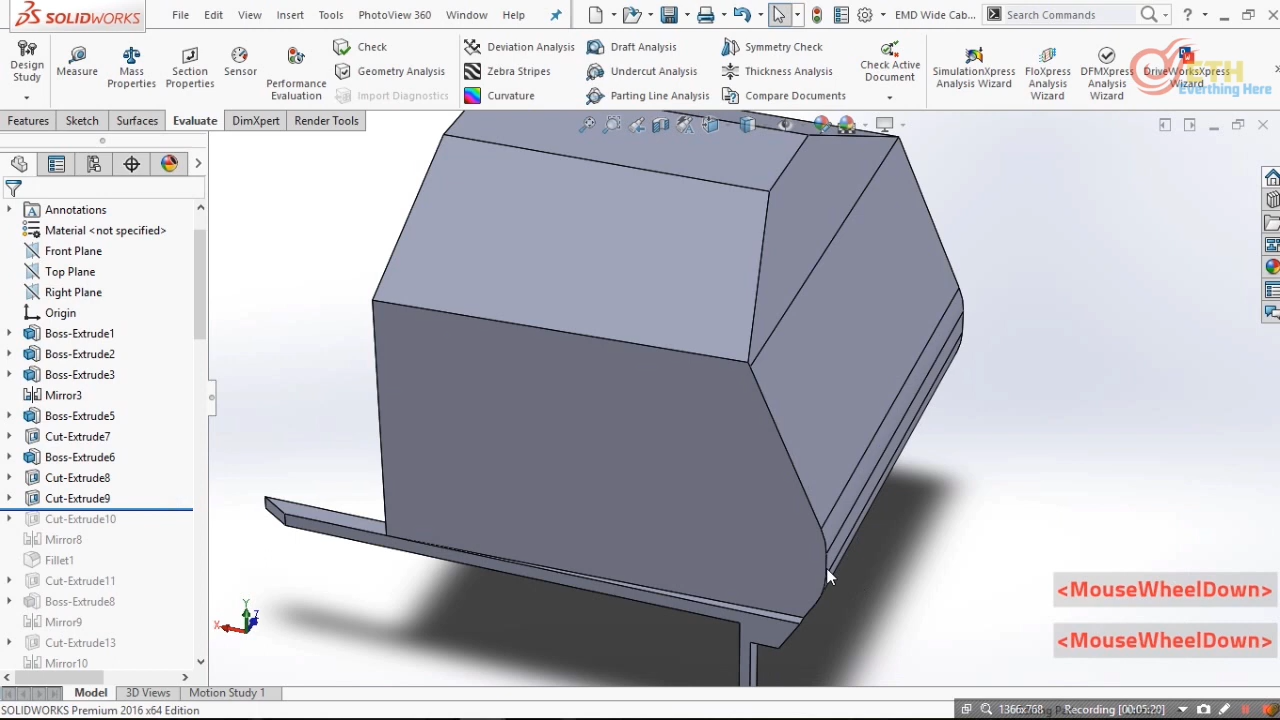 SOLIDWORKS File Edit View Insert Tools PhotoView 360 Window Help EMD Wide Cab... Search Commands
Design Study Measure Mass Properties Section Properties Sensor Performance Evaluation
Check
Geometry Analysis
Import Diagnostics
Deviation Analysis
Zebra Stripes
Curvature
Draft Analysis
Undercut Analysis
Parting Line Analysis
Symmetry Check
Thickness Analysis
Compare Documents
Check Active Document
SimulationXpress Analysis Wizard
FloXpress Analysis Wizard
DFMXpress Analysis Wizard
DriveWorksXpress Wizard
ETH
Everthing Here
Features Sketch Surfaces Evaluate DimXpert Render Tools
Annotations
Material <not specified>
Front Plane
Top Plane
Right Plane
Origin
Boss-Extrude1
Boss-Extrude2
Boss-Extrude3
Mirror3
Boss-Extrude5
Cut-Extrude7
Boss-Extrude6
Cut-Extrude8
Cut-Extrude9
Cut-Extrude10
Mirror8
Fillet1
Cut-Extrude11
Boss-Extrude8
Mirror9
Cut-Extrude13
Mirror10
Y
Z
X
<MouseWheelDown>
<MouseWheelDown>
Model 3D Views Motion Study 1
SOLIDWORKS Premium 2016 x64 Edition
1366x768 Recording [00:05:20]